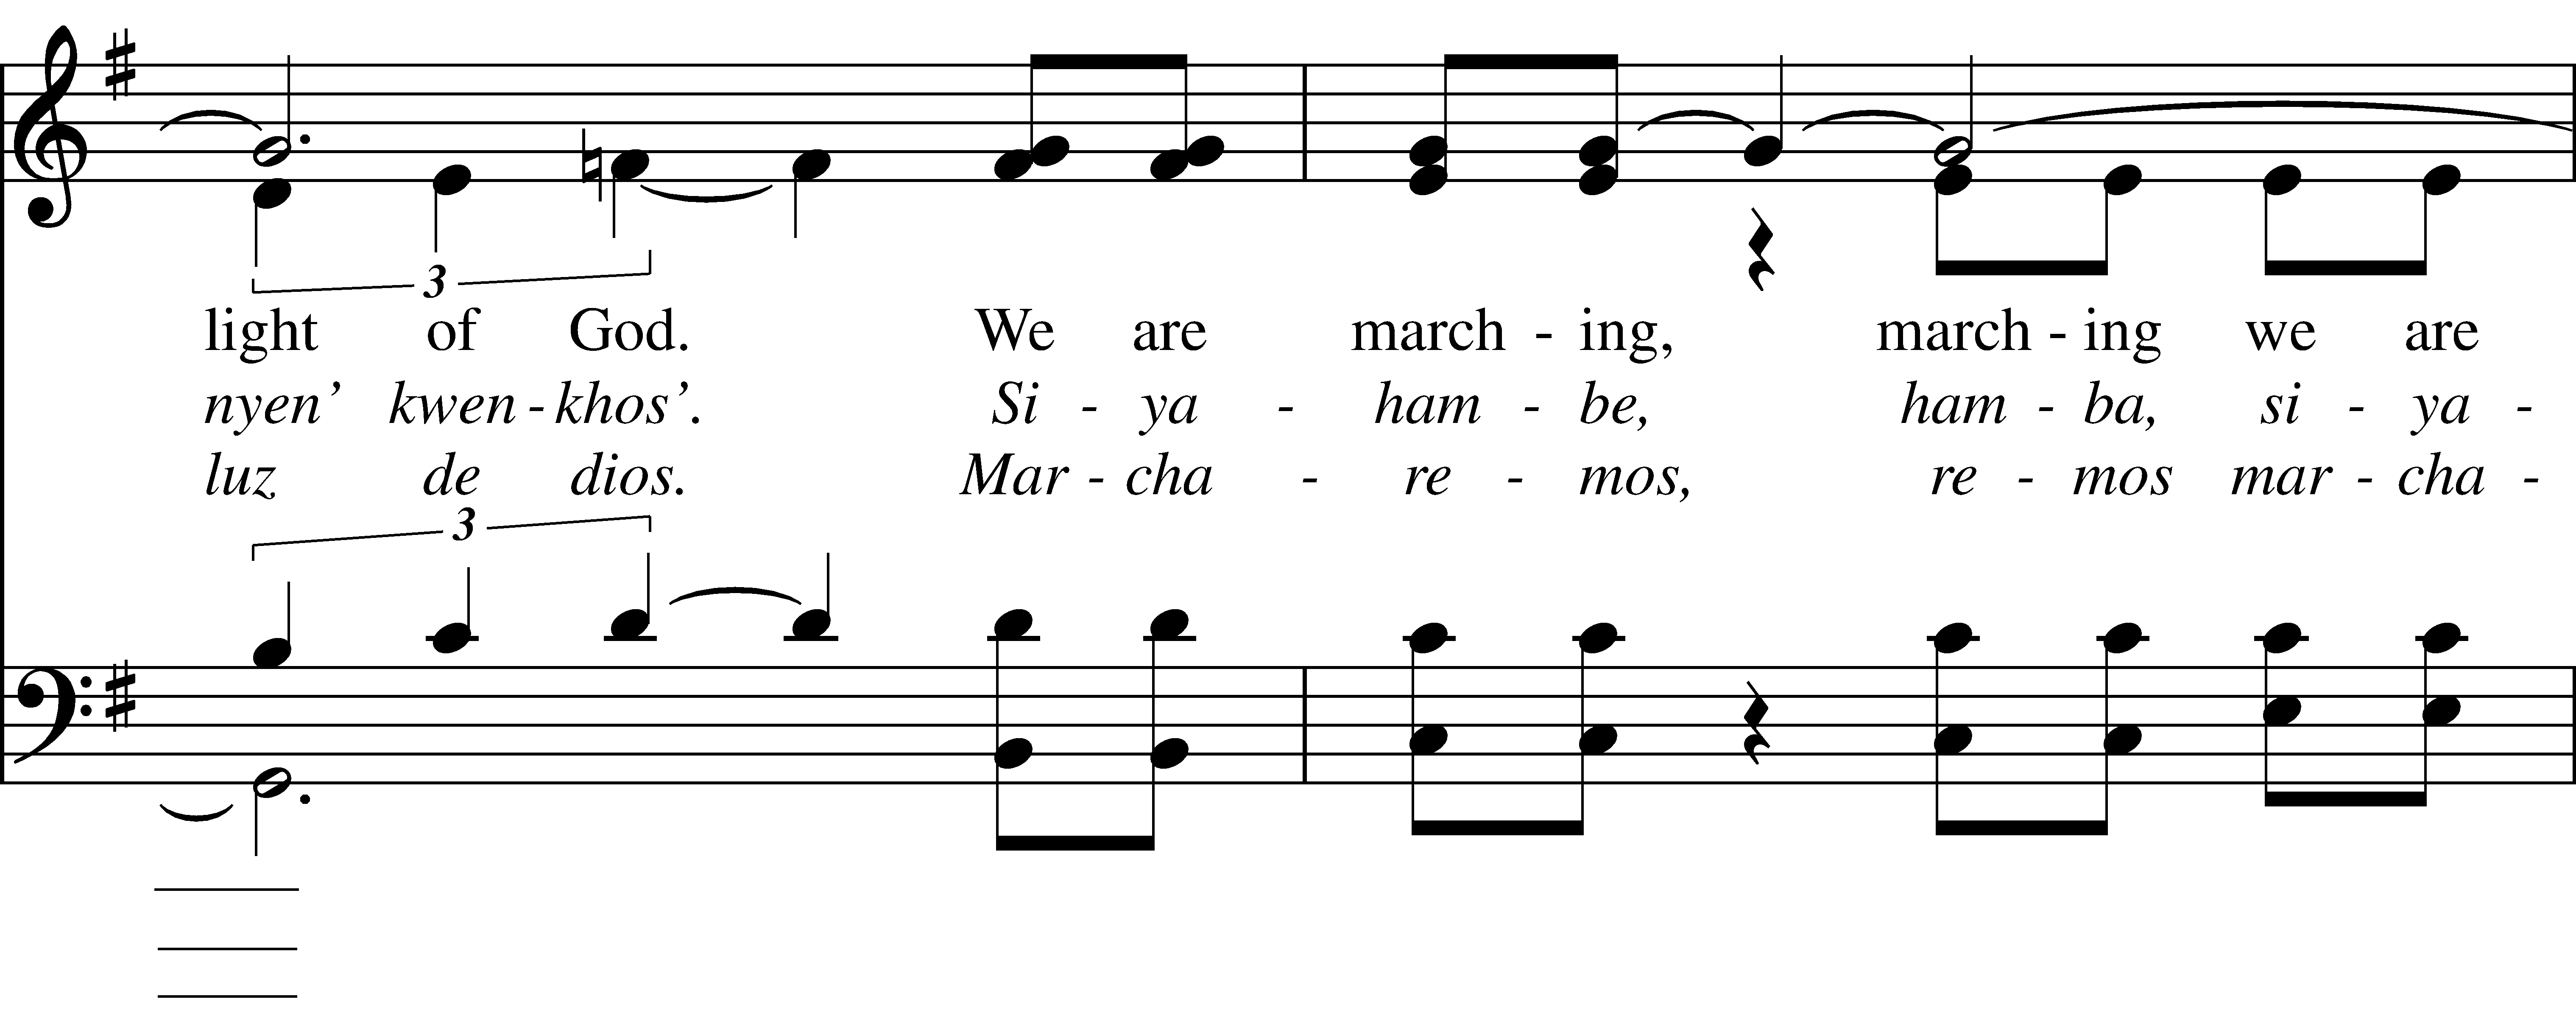 3
light of God. We are march - ing, march - ing we are
nyen’ kwen - khos’. Si - ya - ham - be, ham - ba, si - ya -
luz de dios. Mar - cha - re - mos, re - mos mar - cha -
3